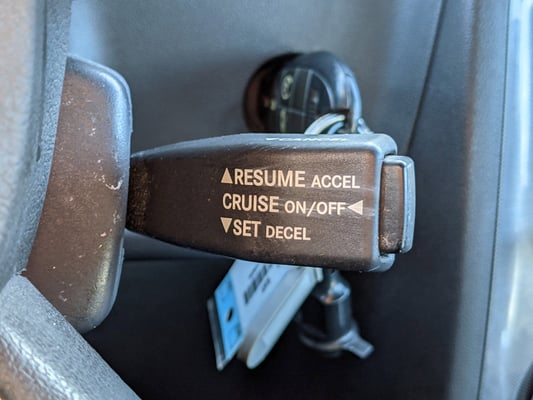 ▲RESUME ACCEL
CRUISE ON/OFF◀
▼SET DECEL